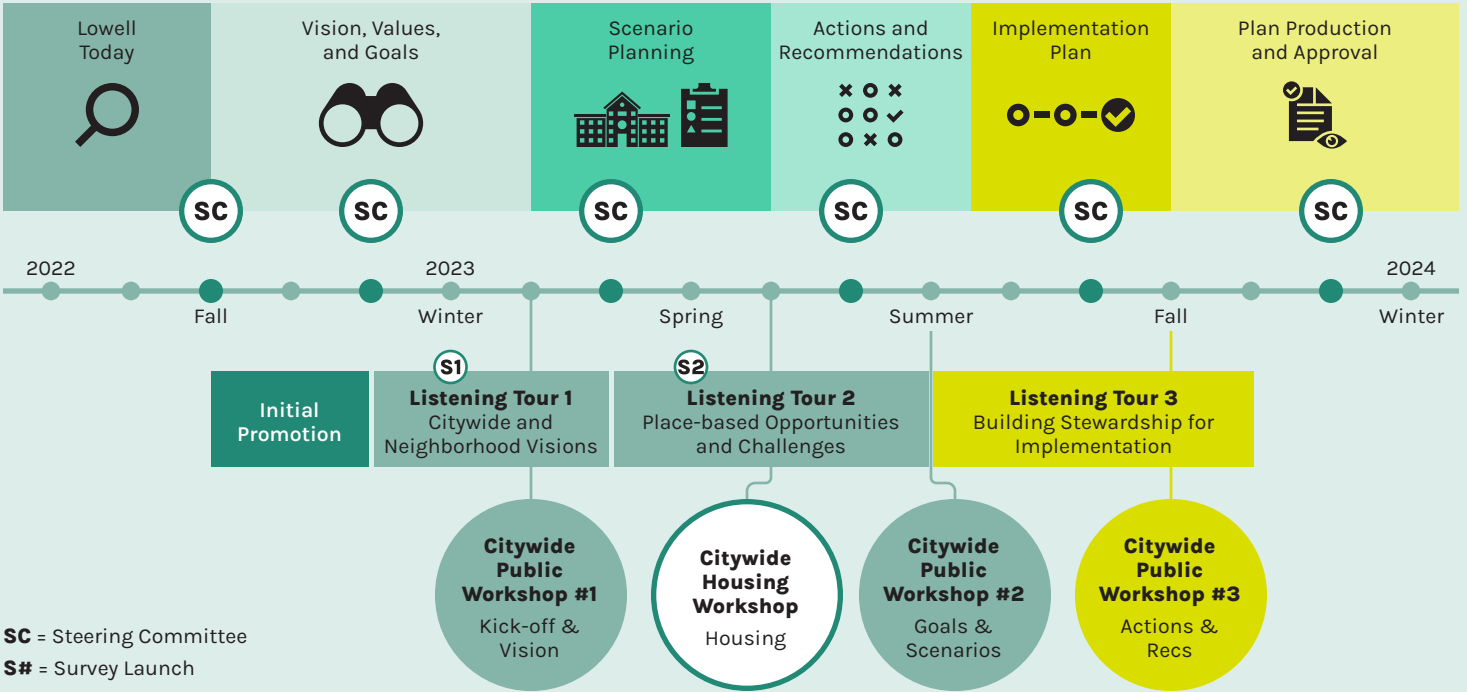 Lowell
Today
Vision, Values,
and Goals
Scenario
Planning
Actions and
Recommendations
Implementation
Plan
Plan Production
and Approval
SC
SC
SC
SC
SC
SC
2022
2023
2024
Fall
Winter
Spring
Summer
Fall
Winter
S1
S2
Initial
Promotion
Listening Tour 1
Citywide and
Neighborhood Visions
Listening Tour 2
Place-based Opportunities
and Challenges
Listening Tour 3
Building Stewardship for
Implementation
Citywide
Public
Workshop #1
Kick-off &
Vision
Citywide
Housing
Workshop
Housing
Citywide
Public
Workshop #2
Goals &
Scenarios
Citywide
Public
Workshop #3
Actions &
Recs
SC = Steering Committee
S# = Survey Launch